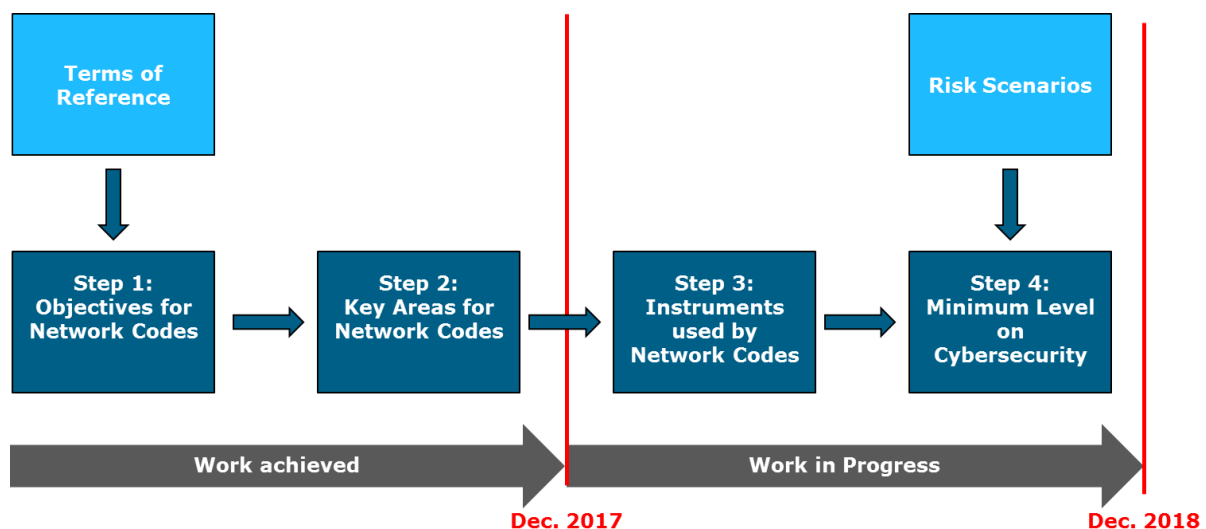 Terms of
Reference
Risk Scenarios
Step 1:
Objectives for
Network Codes
Step 2:
Key Areas for
Network Codes
Step 3:
Instruments
used by
Network Codes
Step 4:
Minimum Level
on
Cybersecurity
Work achieved
Work in Progress
Dec. 2017
Dec. 2018